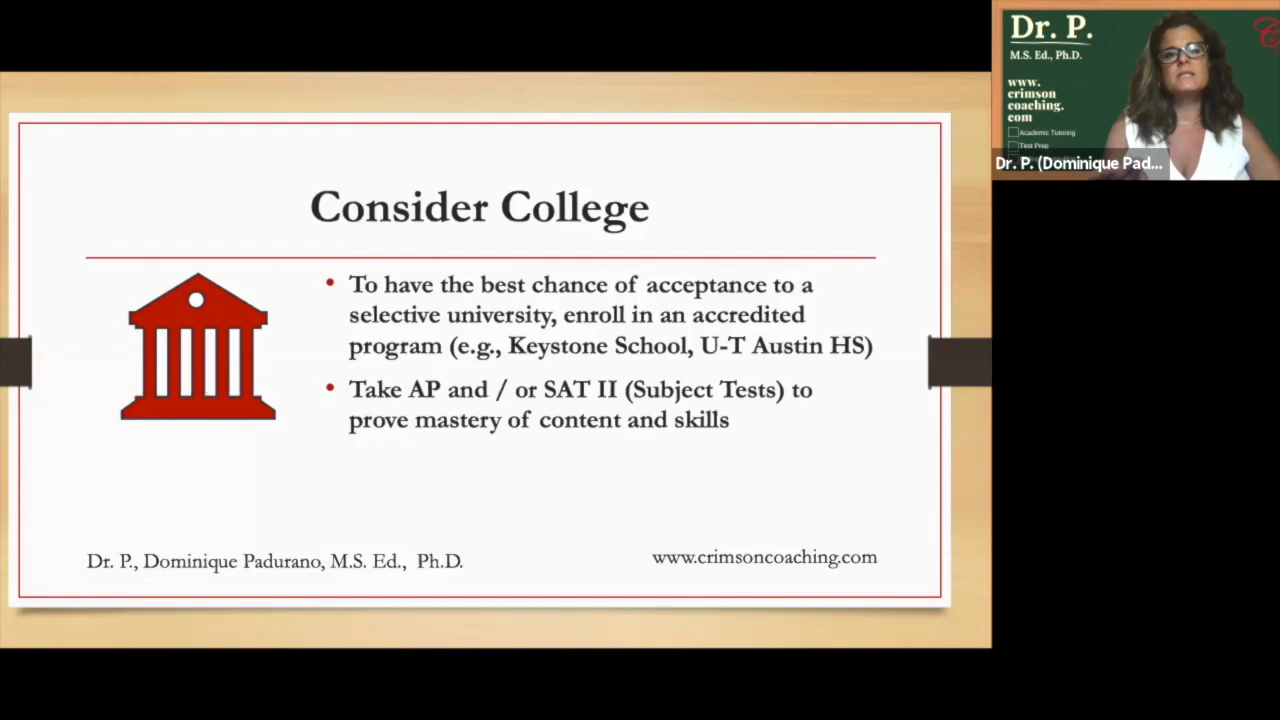 Consider College
• To have the best chance of acceptance to a
selective university, enroll in an accredited
program (e.g., Keystone School, U-T Austin HS)
• Take AP and / or SAT II (Subject Tests) to
prove mastery of content and skills
Dr. P., Dominique Padurano, M.S. Ed., Ph.D.
www.crimsoncoaching.com
Dr. P.
M.S. Ed., Ph.D.
www.
crimson
coaching.
com
Academic Tutoring
Test Prep
Dr. P. (Dominique Pad...